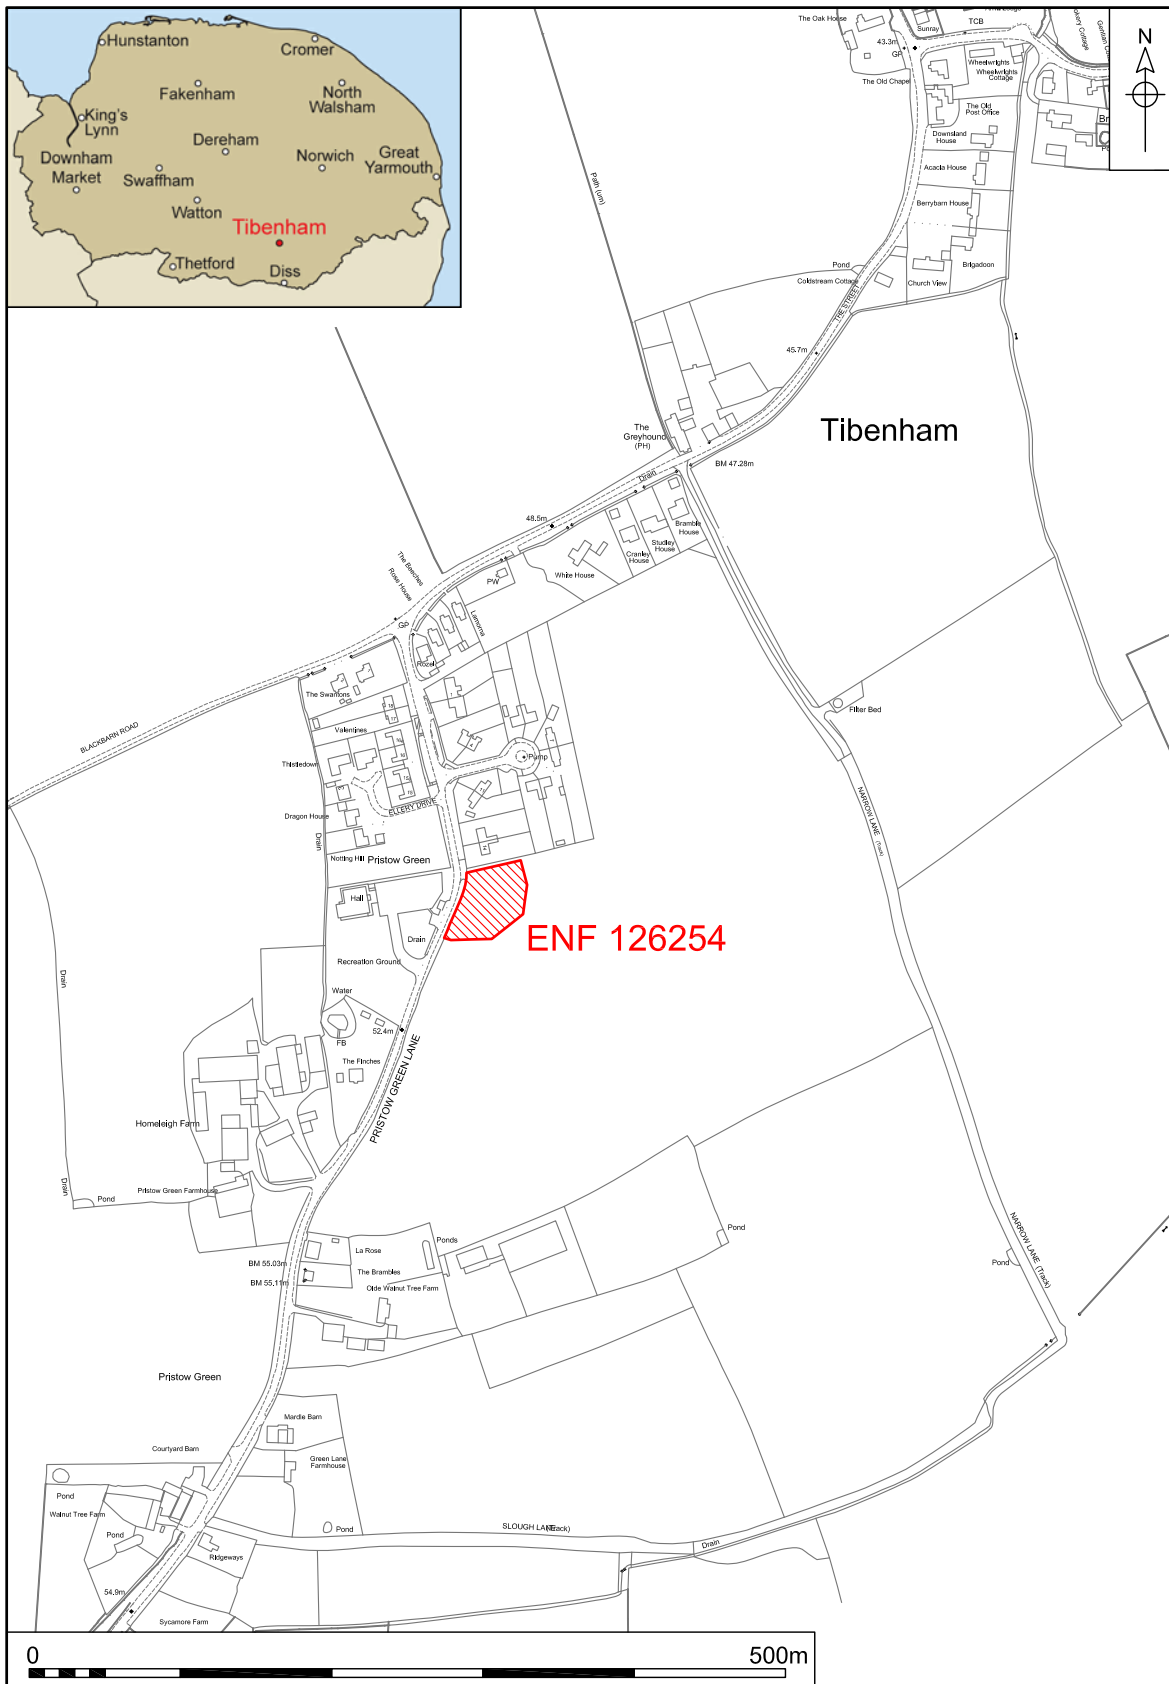 Hunstanton
Cromer
Fakenham
North
Walsham
King's
Lynn
Dereham
Downham
Market
Swaffham
Norwich
Great
Yarmouth
Watton
Tibenham
Thetford
Diss
The Oak House
Sunray
TCB
43.3m
GP
The Old Chapel
Wheelwrights
Wheelwrights
Cottage
The Old
Post Office
Downsland
House
Acacia House
Berrybarn House
Brigadoon
Church View
Pond
Coldstream Cottage
THE STREET
45.7m
N
Path (um)
Tibenham
The
Greyhound
(PH)
BM 47.28m
Drain
48.5m
Bramble
House
Studley
House
Cranley
House
White House
PW
The Beeches
Rose House
GP
Lamorna
Rozel
The Swantons
BLACKBARN ROAD
Valentines
Thistledown
Pump
ELLERY DRIVE
Dragon House
Drain
Notting Hill
Pristow Green
Filter Bed
NARROW LANE (Track)
Hall
ENF 126254
Drain
Recreation Ground
Drain
Water
52.4m
FB
The Finches
PRISTOW GREEN LANE
Homeleigh Farm
Pristow Green Farmhouse
Drain
Pond
La Rose
Ponds
BM 55.03m
The Brambles
BM 55.11m
Olde Walnut Tree Farm
Pond
NARROW LANE (Track)
Pond
Pristow Green
Mardle Barn
Courtyard Barn
Green Lane
Farmhouse
Pond
Walnut Tree Farm
Pond
Pond
SLOUGH LANE
(Track)
Drain
Ridgeways
54.9m
Sycamore Farm
0
500m